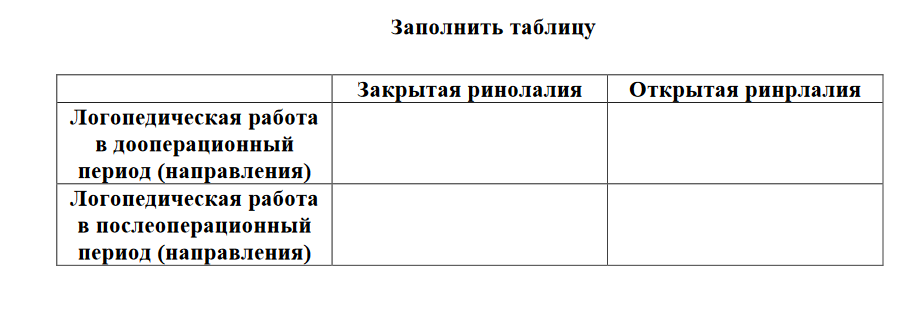 Заполнить таблицу
Закрытая ринолалия Открытая ринрлалия
Логопедическая работа
в дооперационный
период (направления)
Логопедическая работа
в послеоперационный
период (направления)